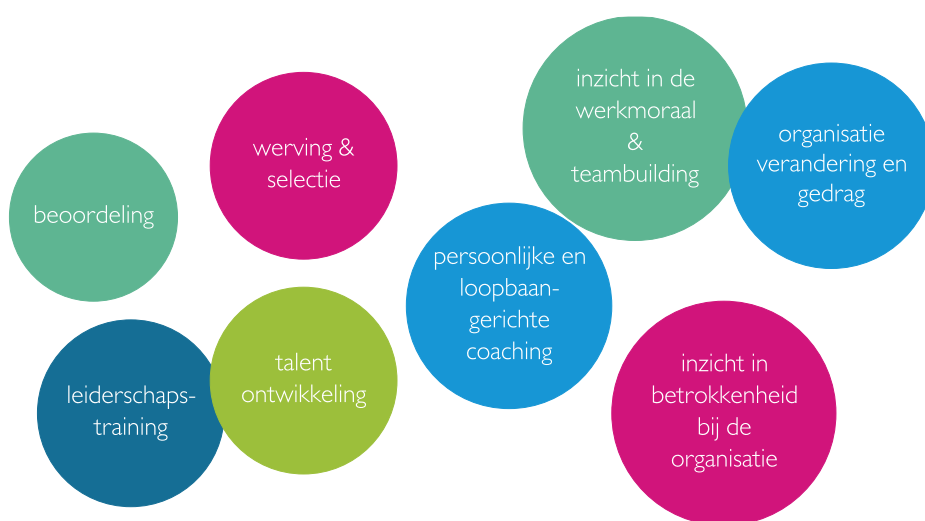 beoordeling
werving &
selectie
inzicht in de
werkmoraal
&
teambuilding
organisatie
verandering en
gedrag
leiderschaps-
training
talent
ontwikkeling
persoonlijke en
loopbaan-
gerichte
coaching
inzicht in
betrokkenheid
bij de
organisatie